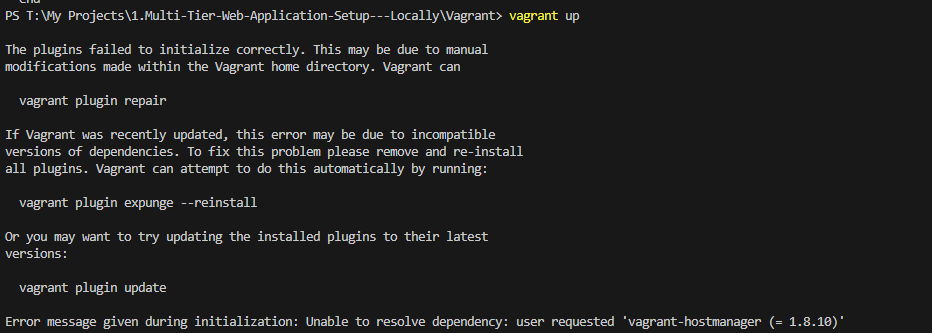 end
PS T:\My Projects\1.Multi-Tier-Web-Application-Setup---Locally\Vagrant> vagrant up
The plugins failed to initialize correctly. This may be due to manual
modifications made within the Vagrant home directory. Vagrant can
vagrant plugin repair
If Vagrant was recently updated, this error may be due to incompatible
versions of dependencies. To fix this problem please remove and re-install
all plugins. Vagrant can attempt to do this automatically by running:
vagrant plugin expunge --reinstall
Or you may want to try updating the installed plugins to their latest
versions:
vagrant plugin update
Error message given during initialization: Unable to resolve dependency: user requested 'vagrant-hostmanager (= 1.8.10)'